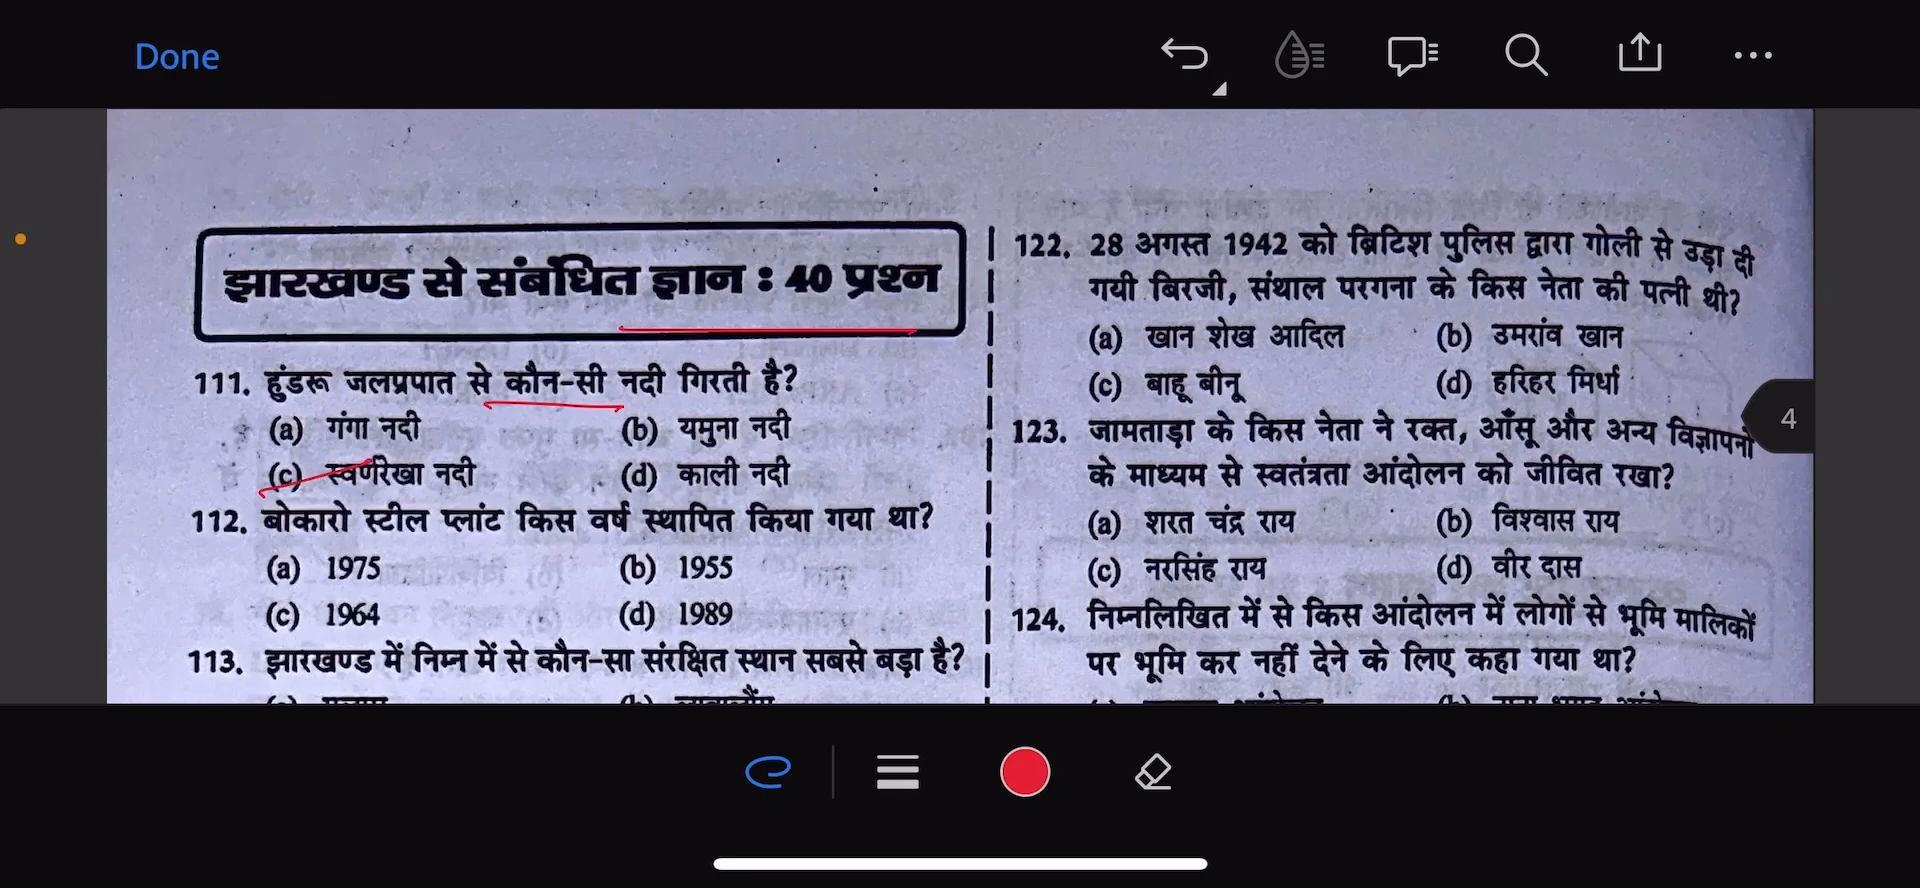 Done
झारखण्ड से संबंधित ज्ञान : 40 प्रश्न
111. हुंडरू जलप्रपात से कौन-सी नदी गिरती है?
(a) गंगा नदी (b) यमुना नदी
(c) स्वर्णरेखा नदी (d) काली नदी
112. बोकारो स्टील प्लांट किस वर्ष स्थापित किया गया था?
(a) 1975 (b) 1955
(c) 1964 (d) 1989
113. झारखण्ड में निम्न में से कौन-सा संरक्षित स्थान सबसे बड़ा है?
122. 28 अगस्त 1942 को ब्रिटिश पुलिस द्वारा गोली से उड़ा दी
गयी बिरजी, संथाल परगना के किस नेता की पत्नी थी?
(a) खान शेख आदिल (b) उमरांव खान
(c) बाहू बीनू (d) हरिहर मिर्धा
123. जामताड़ा के किस नेता ने रक्त, आँसू और अन्य विज्ञापनों
के माध्यम से स्वतंत्रता आंदोलन को जीवित रखा?
(a) शरत चंद्र राय (b) विश्वास राय
(c) नरसिंह राय (d) वीर दास
124. निम्नलिखित में से किस आंदोलन में लोगों से भूमि मालिकों
पर भूमि कर नहीं देने के लिए कहा गया था?
4